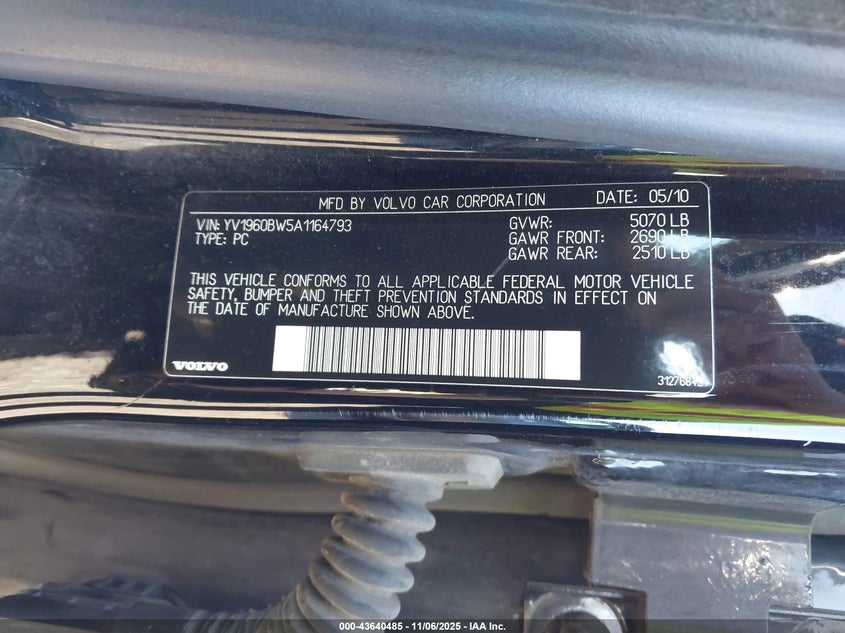 MFD BY VOLVO CAR CORPORATION DATE: 05/10
VIN: YV1960BW5A1164793 GVWR: 5070 LB
TYPE: PC GAWR FRONT: 2690 LB
GAWR REAR: 2510 LB
THIS VEHICLE CONFORMS TO ALL APPLICABLE FEDERAL MOTOR VEHICLE
SAFETY, BUMPER AND THEFT PREVENTION STANDARDS IN EFFECT ON
THE DATE OF MANUFACTURE SHOWN ABOVE.
VOLVO
000-43640485 - 11/06/2025 - IAA Inc.